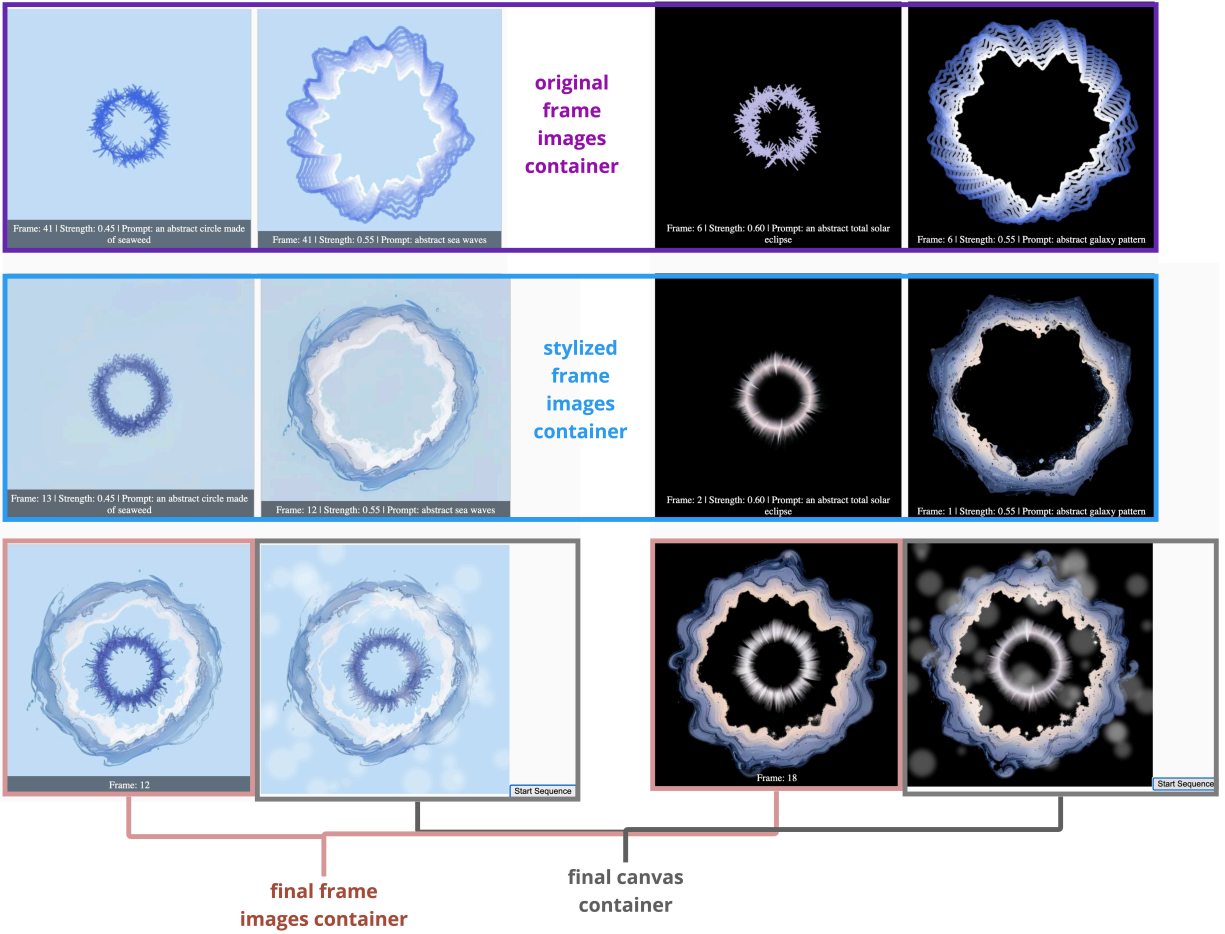 original
frame
images
container
Frame: 41 | Strength: 0.45 | Prompt: an abstract circle made
of seaweed
Frame: 41 | Strength: 0.55 | Prompt: abstract sea waves
Frame: 6 | Strength: 0.60 | Prompt: an abstract total solar
eclipse
Frame: 6 | Strength: 0.55 | Prompt: abstract galaxy pattern
stylized
frame
images
container
Frame: 13 | Strength: 0.45 | Prompt: an abstract circle made
of seaweed
Frame: 12 | Strength: 0.55 | Prompt: abstract sea waves
Frame: 2 | Strength: 0.60 | Prompt: an abstract total solar
eclipse
Frame: 1 | Strength: 0.55 | Prompt: abstract galaxy pattern
Frame: 12
Start Sequence
Frame: 18
Start Sequence
final frame
images container
final canvas
container